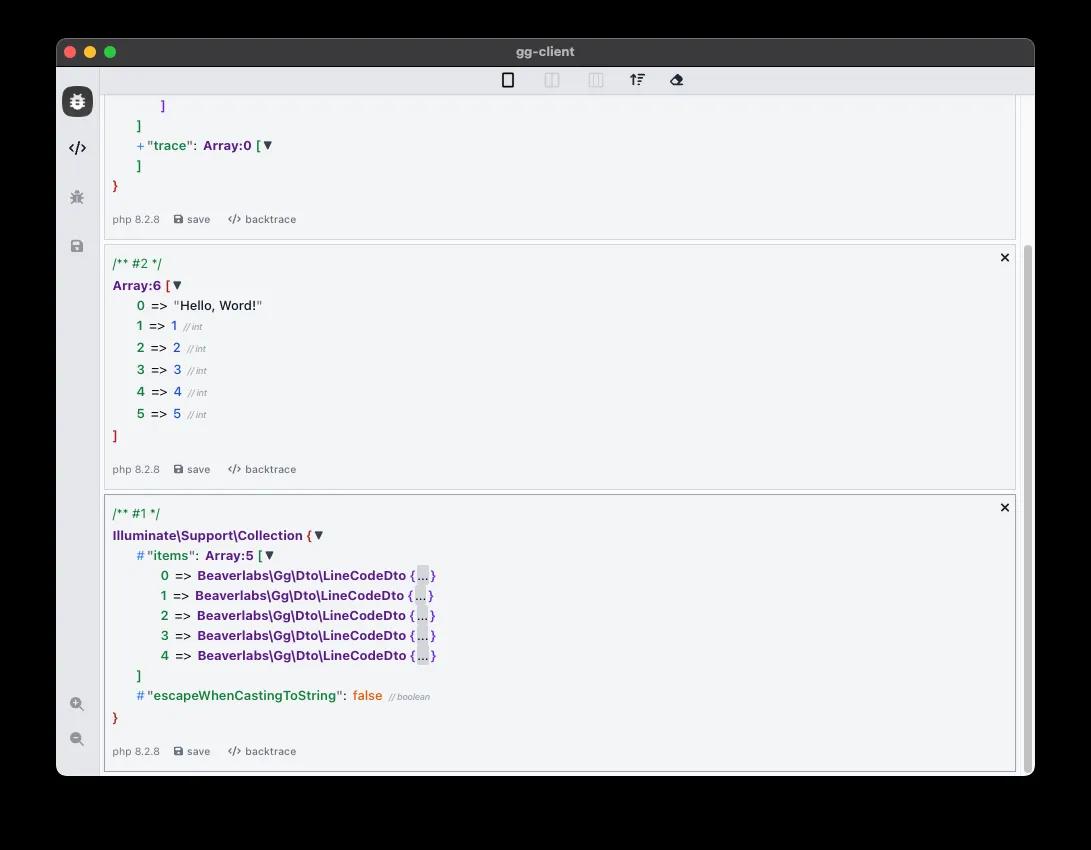 gg-client
]
]
+ "trace": Array:0 [▼
]
}
php 8.2.8 save </> backtrace
/** #2 */
Array:6 [▼
0 => "Hello, Word!"
1 => 1 // int
2 => 2 // int
3 => 3 // int
4 => 4 // int
5 => 5 // int
]
php 8.2.8 save </> backtrace
/** #1 */
Illuminate\Support\Collection {▼
# "items": Array:5 [▼
0 => Beaverlabs\Gg\Dto\LineCodeDto {...}
1 => Beaverlabs\Gg\Dto\LineCodeDto {...}
2 => Beaverlabs\Gg\Dto\LineCodeDto {...}
3 => Beaverlabs\Gg\Dto\LineCodeDto {...}
4 => Beaverlabs\Gg\Dto\LineCodeDto {...}
]
# "escapeWhenCastingToString": false // boolean
}
php 8.2.8 save </> backtrace